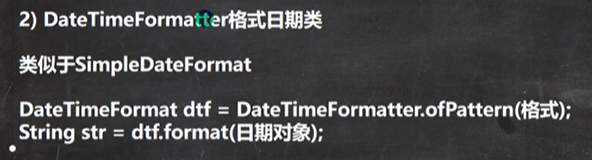 2) DateTimeFormatter格式日期类
类似于SimpleDateFormat
DateTimeFormat dtf = DateTimeFormatter.ofPattern(格式);
String str = dtf.format(日期对象);